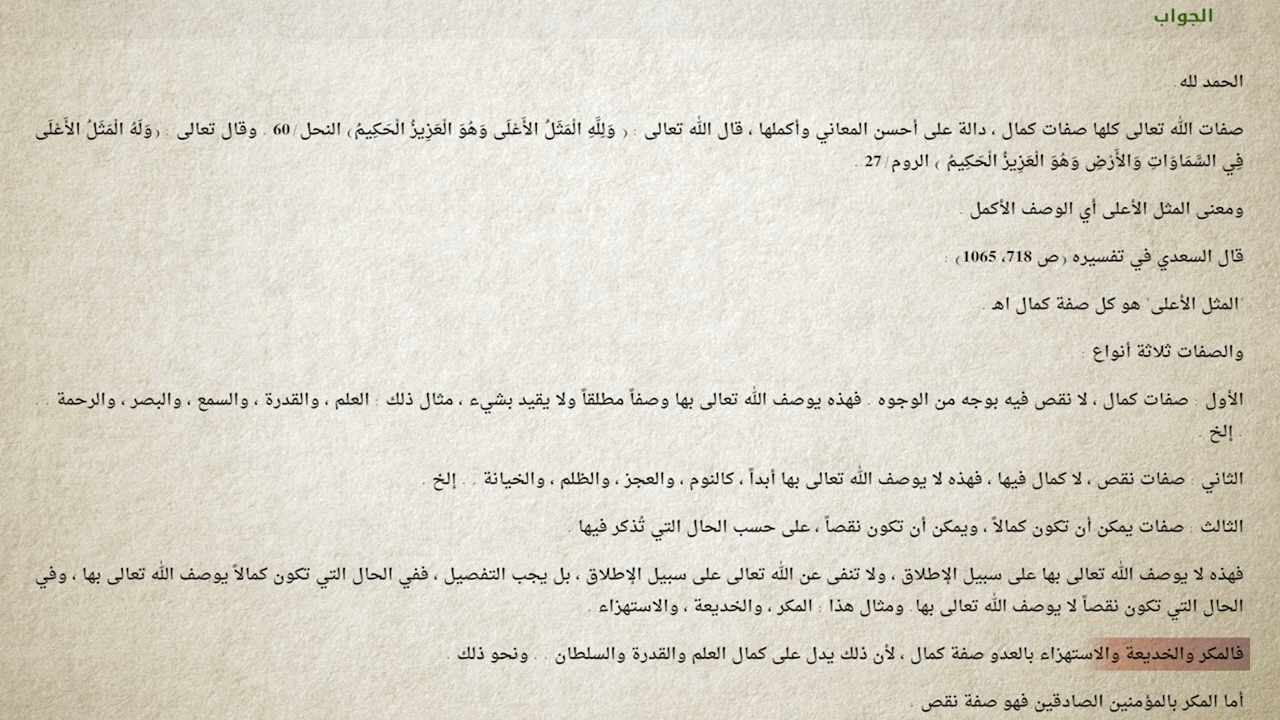 الجواب
الحمد لله.
صفات الله تعالى كلها صفات كمال ، دالة على أحسن المعاني وأكملها ، قال الله تعالى : ( وَلِلَّهِ الْمَثَلُ الأَعْلَى وَهُوَ الْعَزِيزُ الْحَكِيمُ) النحل/60 . وقال تعالى : (وَلَهُ الْمَثَلُ الأَعْلَى
فِي السَّمَاوَاتِ وَالأَرْضِ وَهُوَ الْعَزِيزُ الْحَكِيمُ ) الروم/27 .
ومعنى المثل الأعلى أي الوصف الأكمل .
قال السعدي في تفسيره (ص 718، 1065) :
"المثل الأعلى" هو كل صفة كمال اهـ .
والصفات ثلاثة أنواع :
الأول : صفات كمال ، لا نقص فيه بوجه من الوجوه . فهذه يوصف الله تعالى بها وصفاً مطلقاً ولا يقيد بشيء ، مثال ذلك : العلم ، والقدرة ، والسمع ، والبصر ، والرحمة . .
. إلخ .
الثاني : صفات نقص ، لا كمال فيها ، فهذه لا يوصف الله تعالى بها أبداً ، كالنوم ، والعجز ، والظلم ، والخيانة . . . إلخ .
الثالث : صفات يمكن أن تكون كمالاً ، ويمكن أن تكون نقصاً ، على حسب الحال التي تُذكر فيها .
فهذه لا يوصف الله تعالى بها على سبيل الإطلاق ، ولا تنفى عن الله تعالى على سبيل الإطلاق ، بل يجب التفصيل ، ففي الحال التي تكون كمالاً يوصف الله تعالى بها ، وفي
الحال التي تكون نقصاً لا يوصف الله تعالى بها. ومثال هذا : المكر ، والخديعة ، والاستهزاء .
فالمكر والخديعة والاستهزاء بالعدو صفة كمال ، لأن ذلك يدل على كمال العلم والقدرة والسلطان . . ونحو ذلك .
أما المكر بالمؤمنين الصادقين فهو صفة نقص .